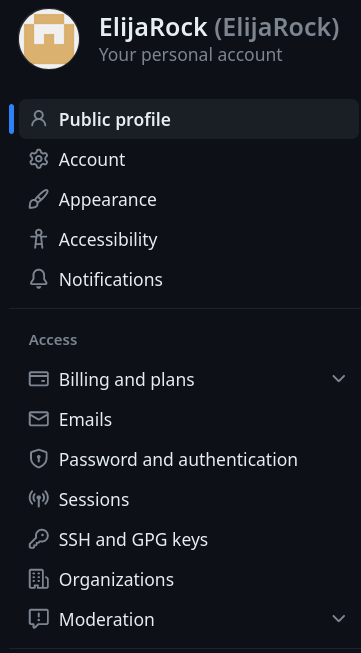 ElijaRock (ElijaRock)
Your personal account
Public profile
Account
Appearance
Accessibility
Notifications
Access
Billing and plans
Emails
Password and authentication
Sessions
SSH and GPG keys
Organizations
Moderation